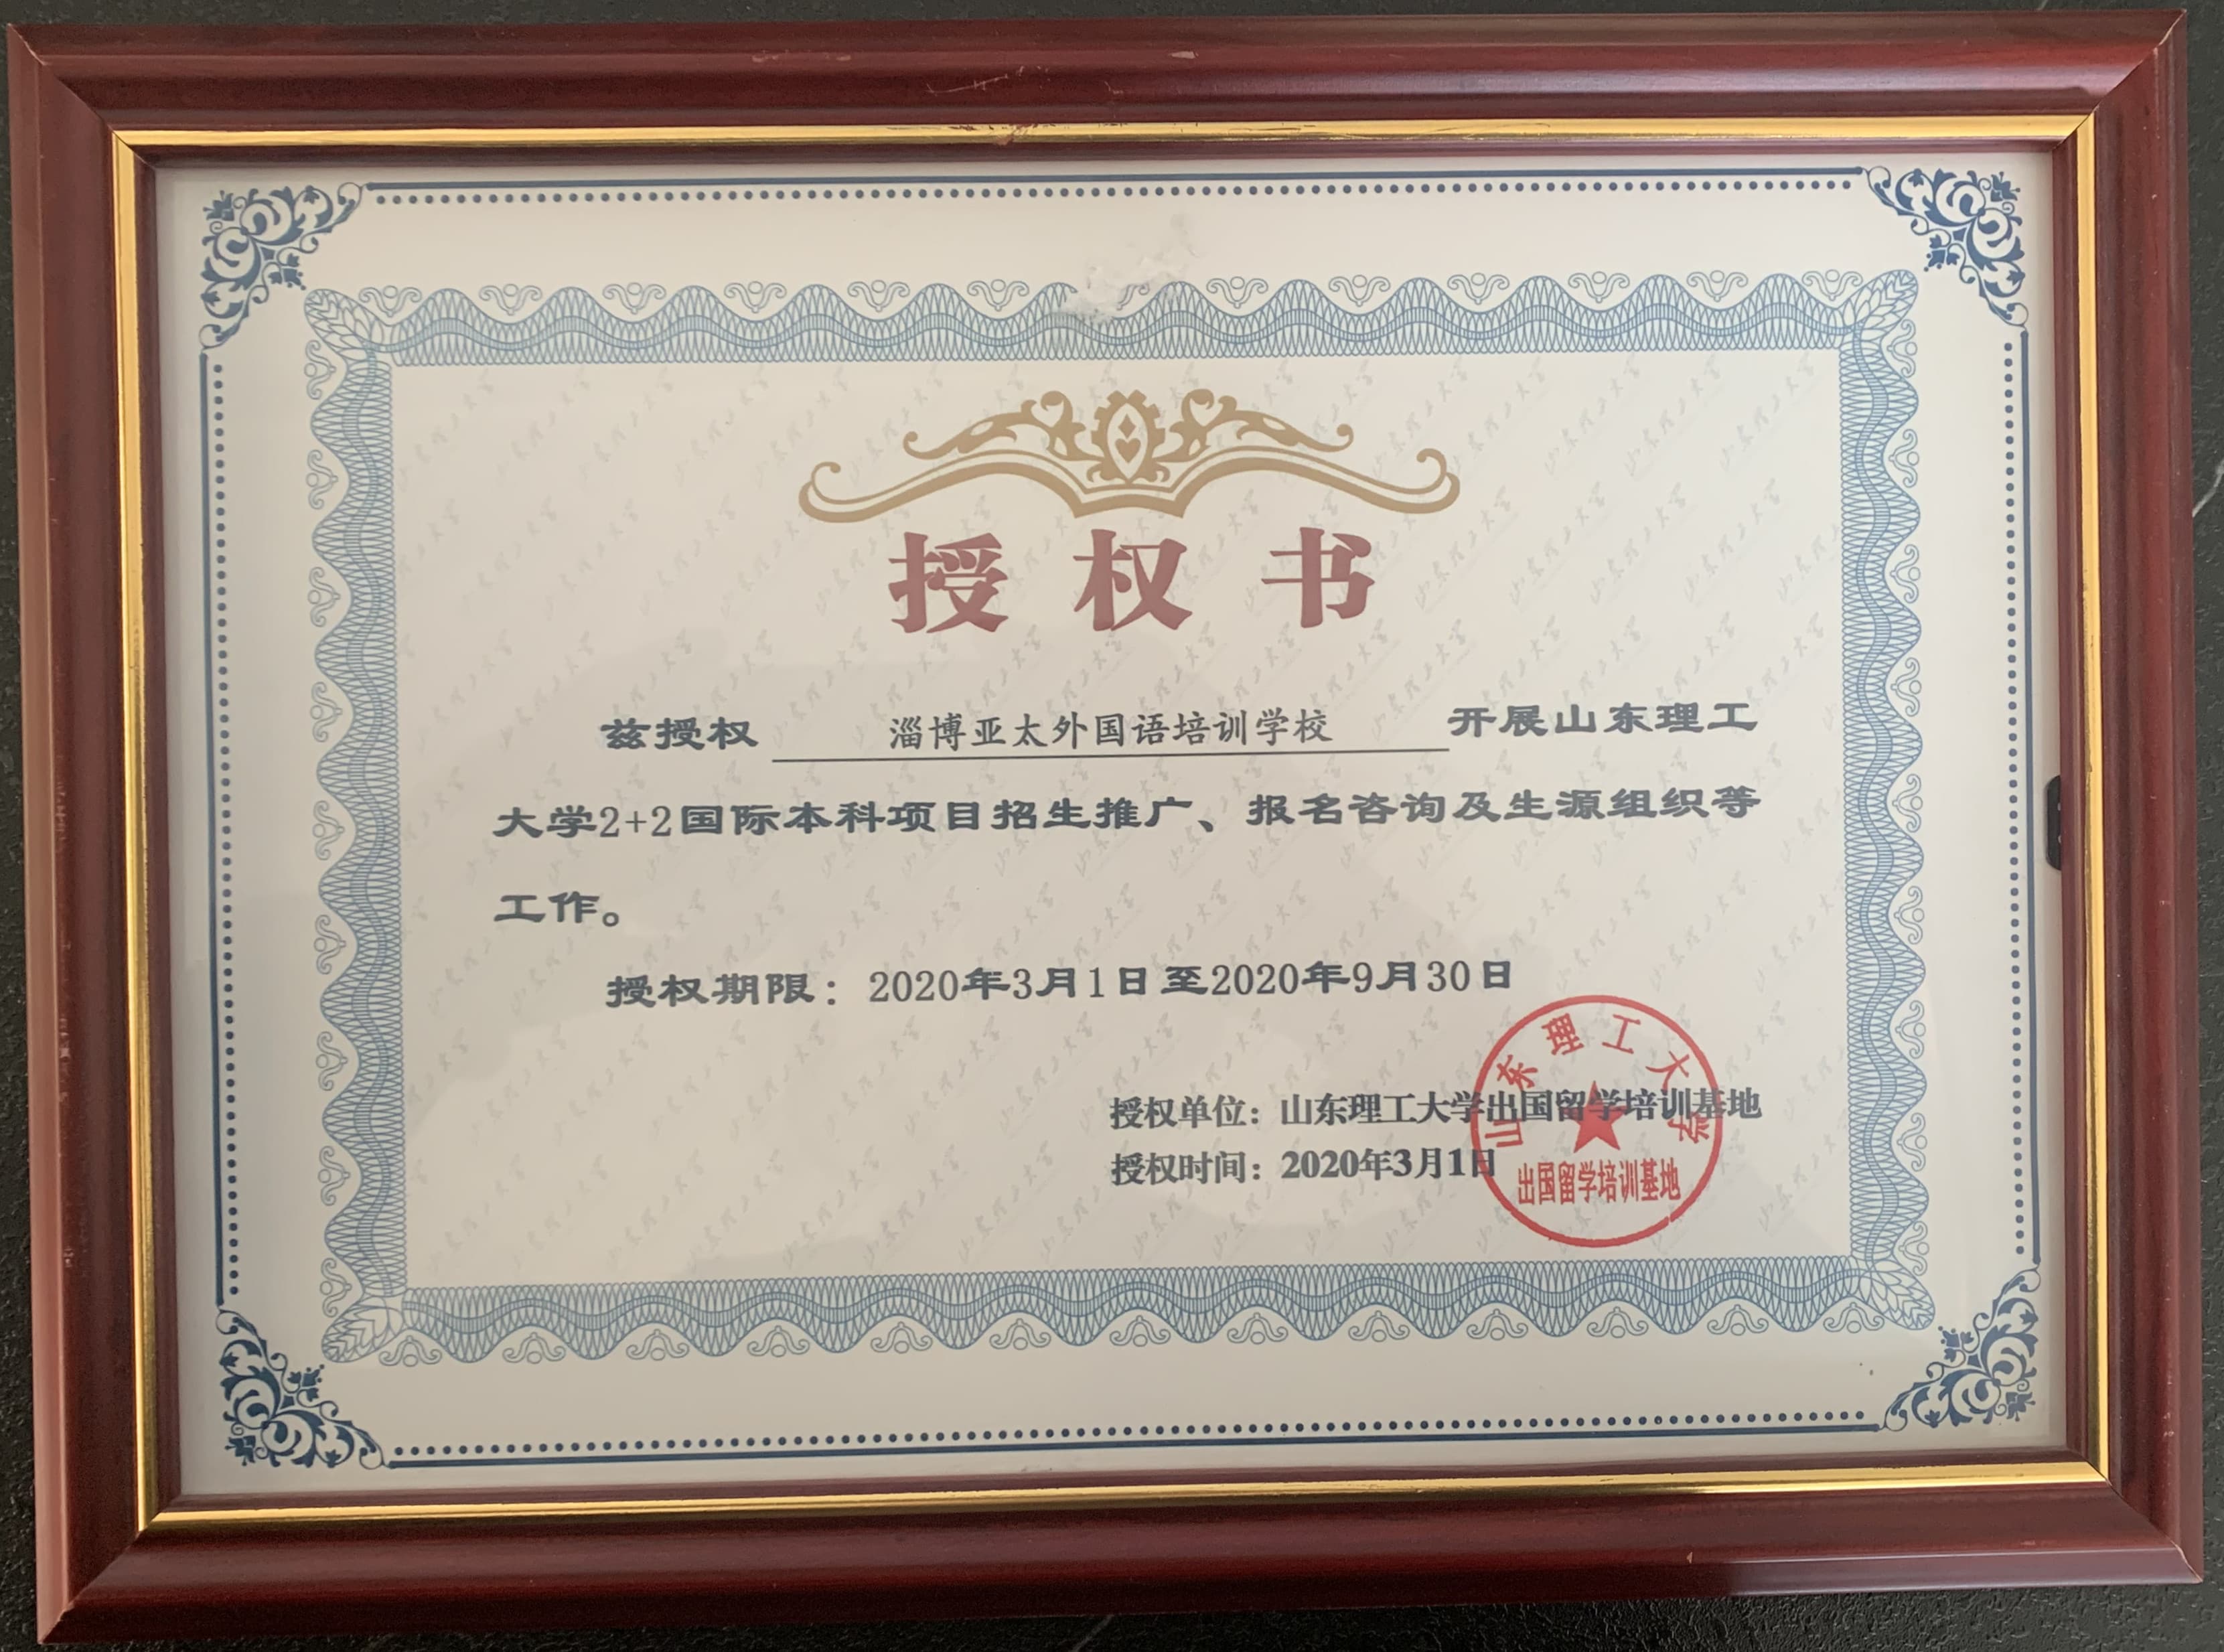 授权书
兹授权 淄博亚太外国语培训学校 开展山东理工
大学2+2国际本科项目招生推广、报名咨询及生源组织等
工作。
授权期限：2020年3月1日至2020年9月30日
授权单位：山东理工大学出国留学培训基地
授权时间：2020年3月1日
山东理工大学
出国留学培训基地